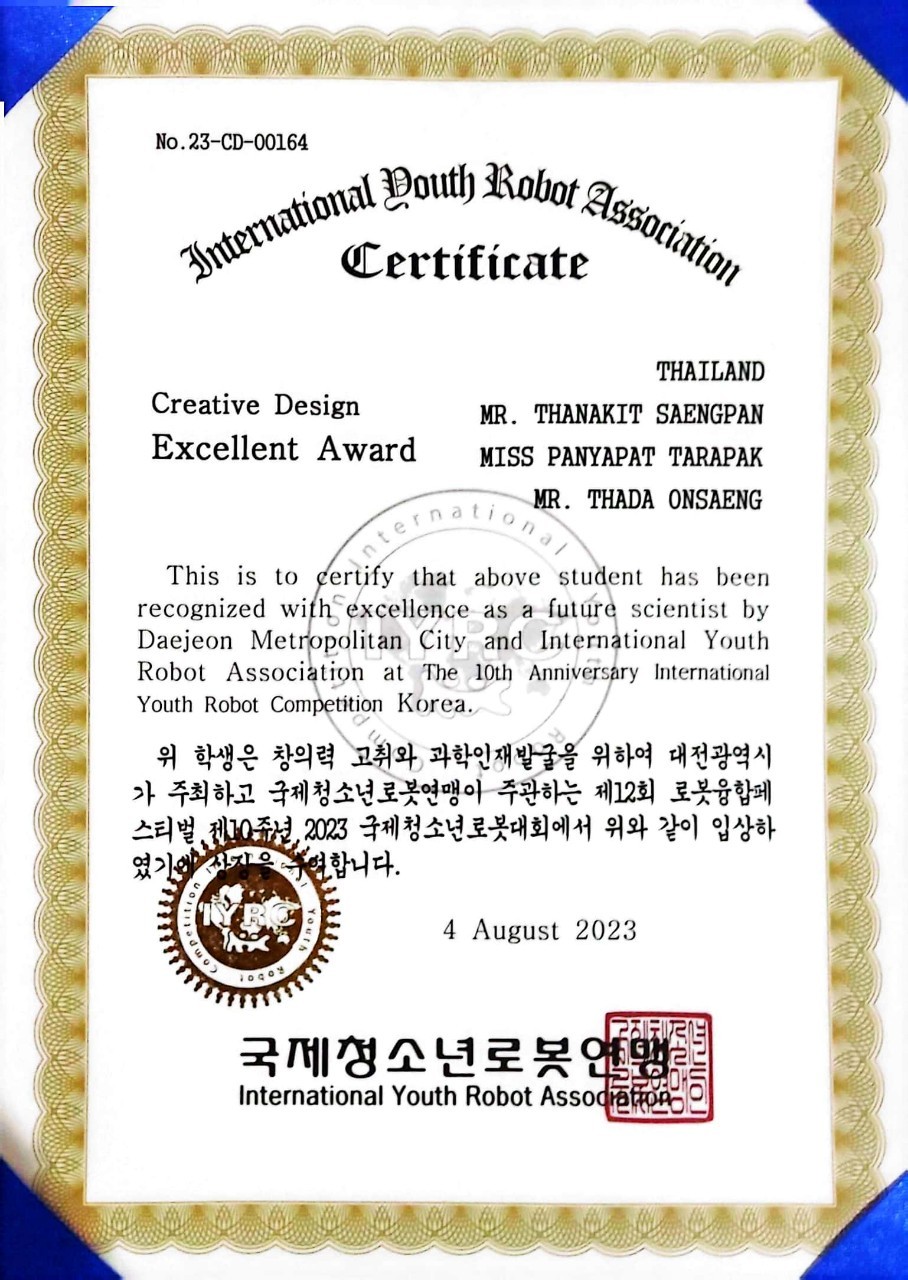 No.23-CD-00164
International Youth Robot Association
Certificate
THAILAND
Creative Design
MR. THANAKIT SAENGPAN
Excellent Award
MISS PANYAPAT TARAPAK
MR. THADA ONSAENG
This is to certify that above student has been
recognized with excellence as a future scientist by
Daejeon Metropolitan City and International Youth
Robot Association at The 10th Anniversary International
Youth Robot Competition Korea.
위 학생은 창의력 고취와 과학인재발굴을 위하여 대전광역시
가 주최하고 국제청소년로봇연맹이 주관하는 제12회 로봇융합페
스티벌 제10주년 2023 국제청소년로봇대회에서 위와 같이 입상하
였기에 상장을 수여합니다.
International Youth Robot Competition
IYRC
4 August 2023
국제청소년로봇연맹
International Youth Robot Association